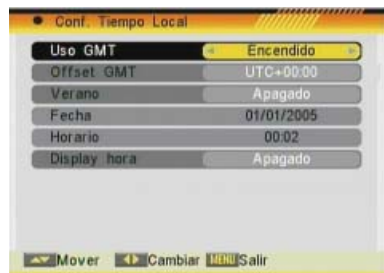 Conf. Tiempo Local
Uso GMT Encendido
Offset GMT UTC+00:00
Verano Apagado
Fecha 01/01/2005
Horario 00:02
Display hora Apagado
Mover Cambiar MENU Salir